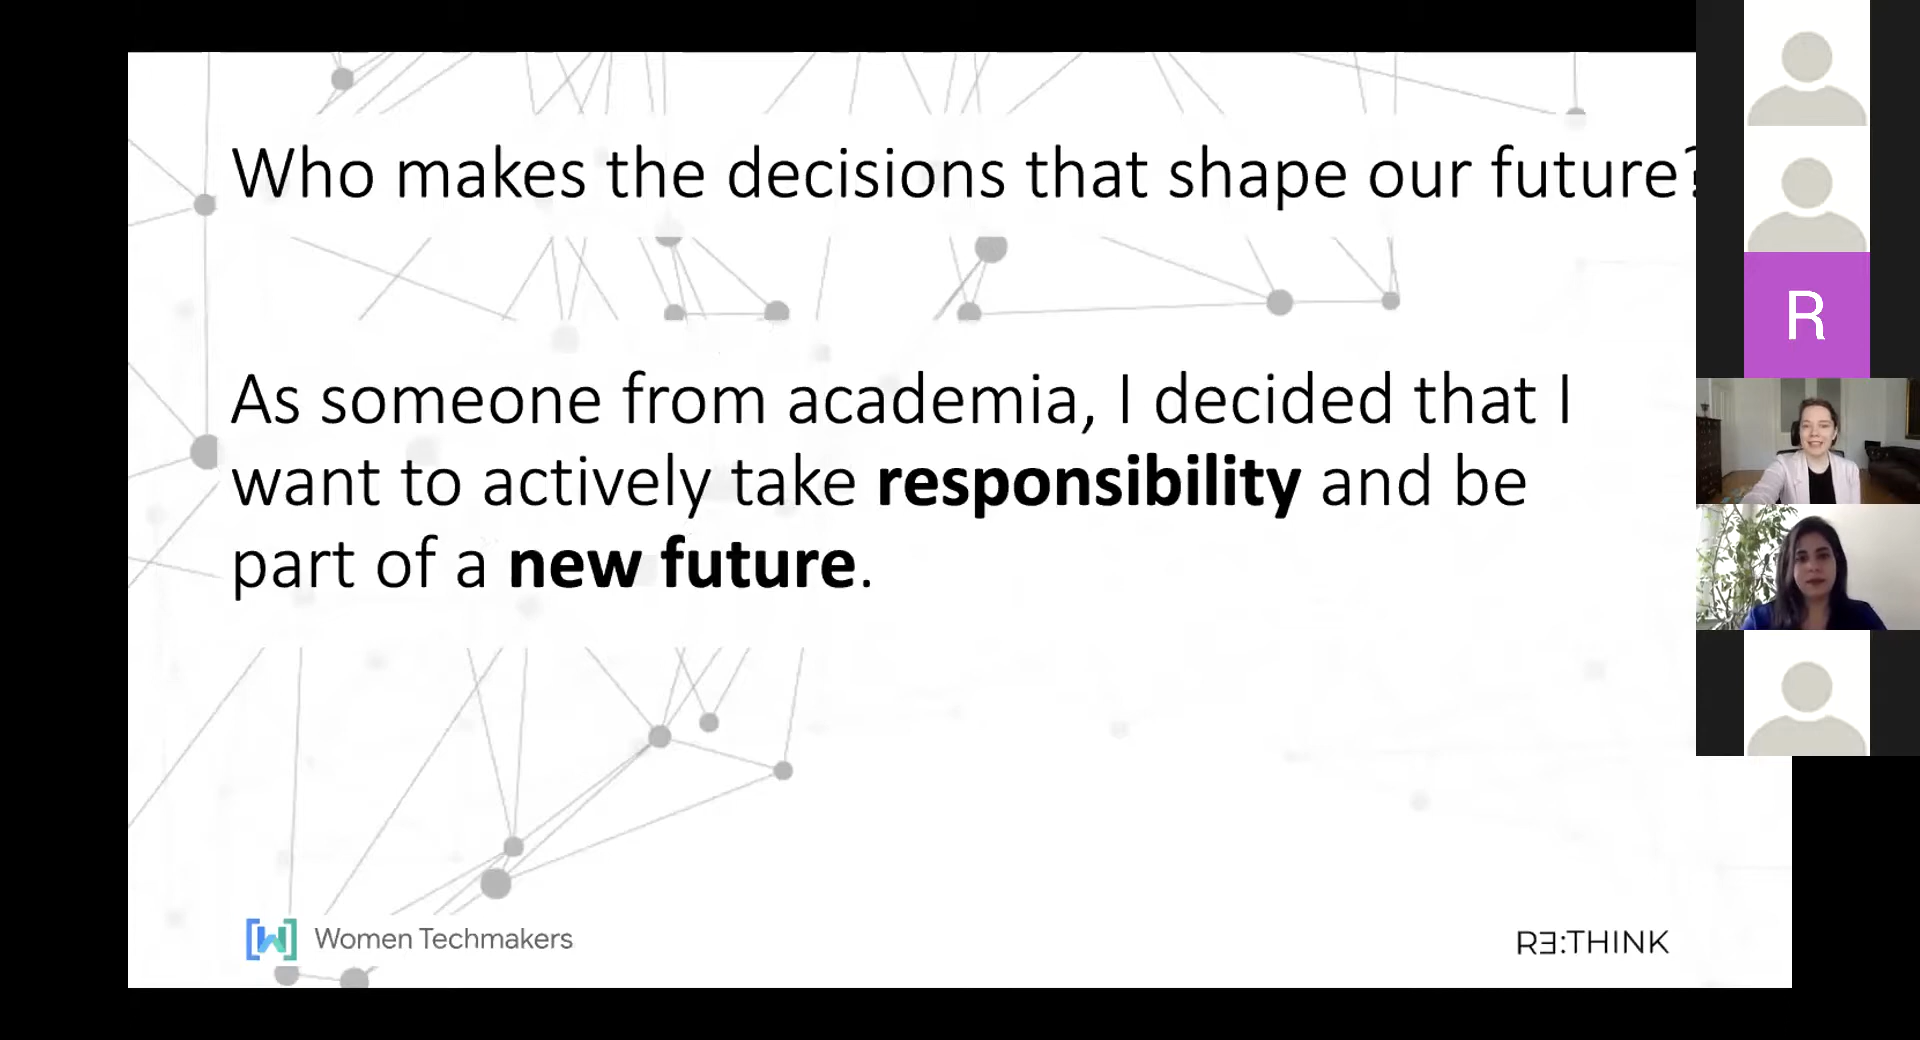 Who makes the decisions that shape our future?
As someone from academia, I decided that I
want to actively take responsibility and be
part of a new future.
R
Women Techmakers
RƎ:THINK